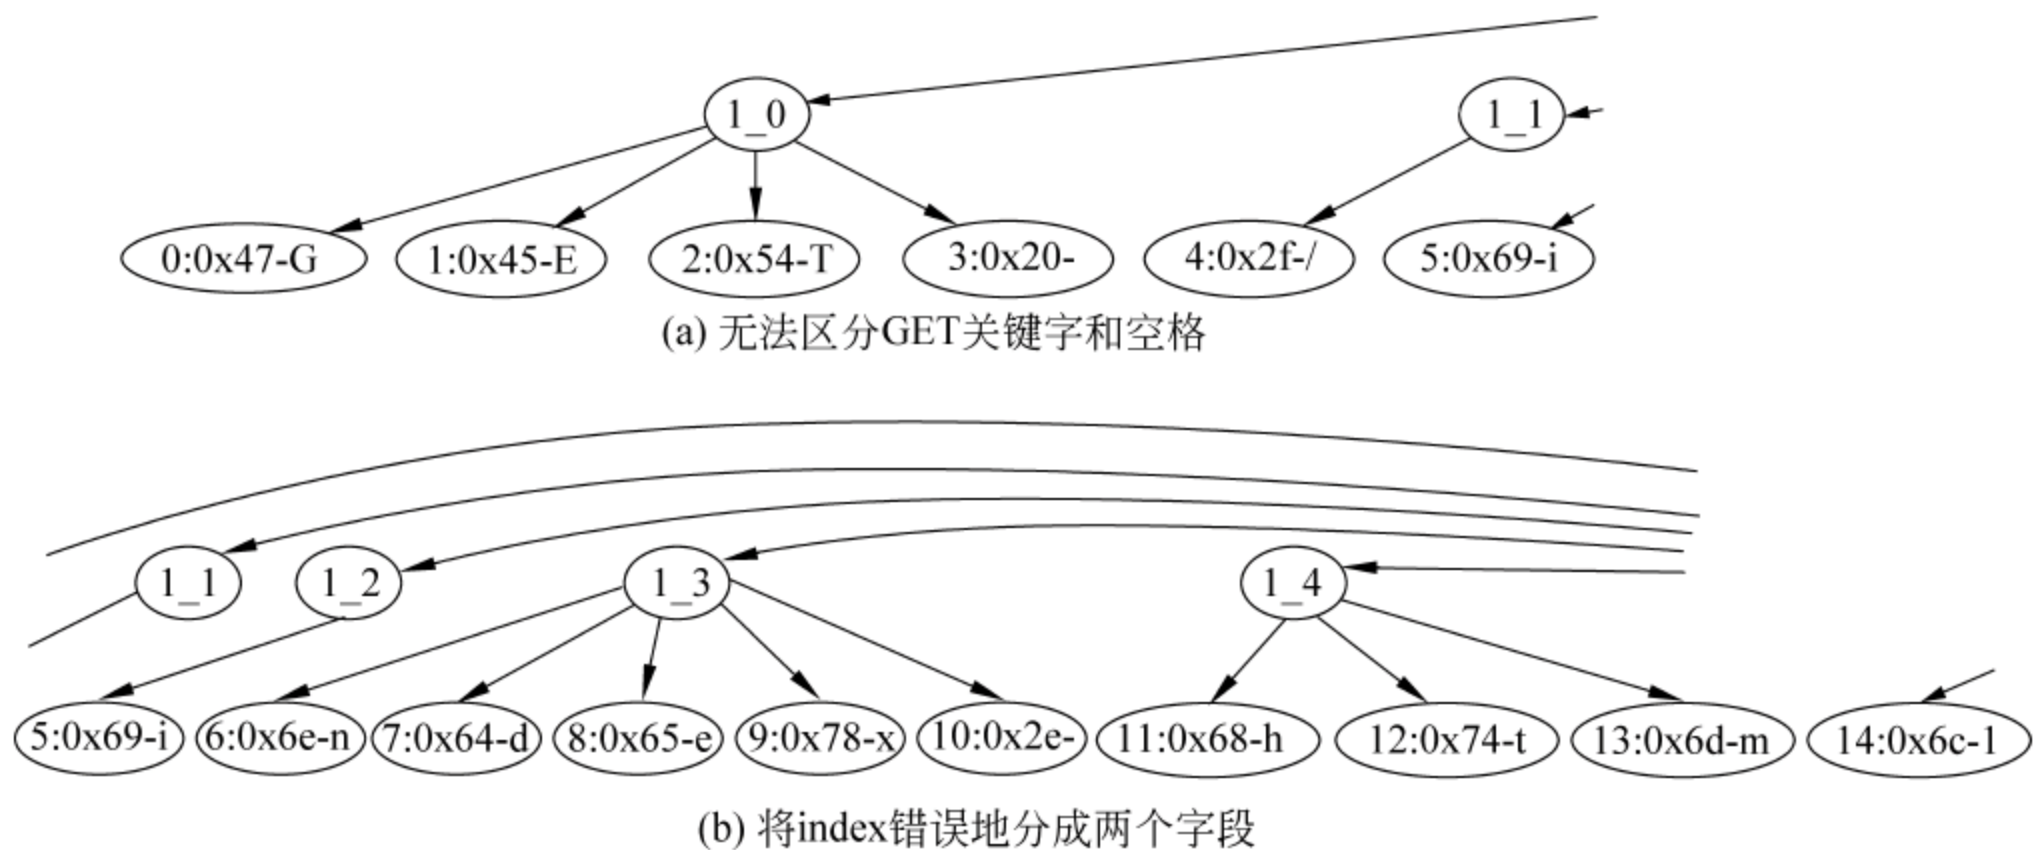 1_0 1_1
0:0x47-G 1:0x45-E 2:0x54-T 3:0x20- 4:0x2f-/ 5:0x69-i
(a) 无法区分GET关键字和空格
1_1 1_2 1_3 1_4
5:0x69-i 6:0x6e-n 7:0x64-d 8:0x65-e 9:0x78-x 10:0x2e- 11:0x68-h 12:0x74-t 13:0x6d-m 14:0x6c-1
(b) 将index错误地分成两个字段